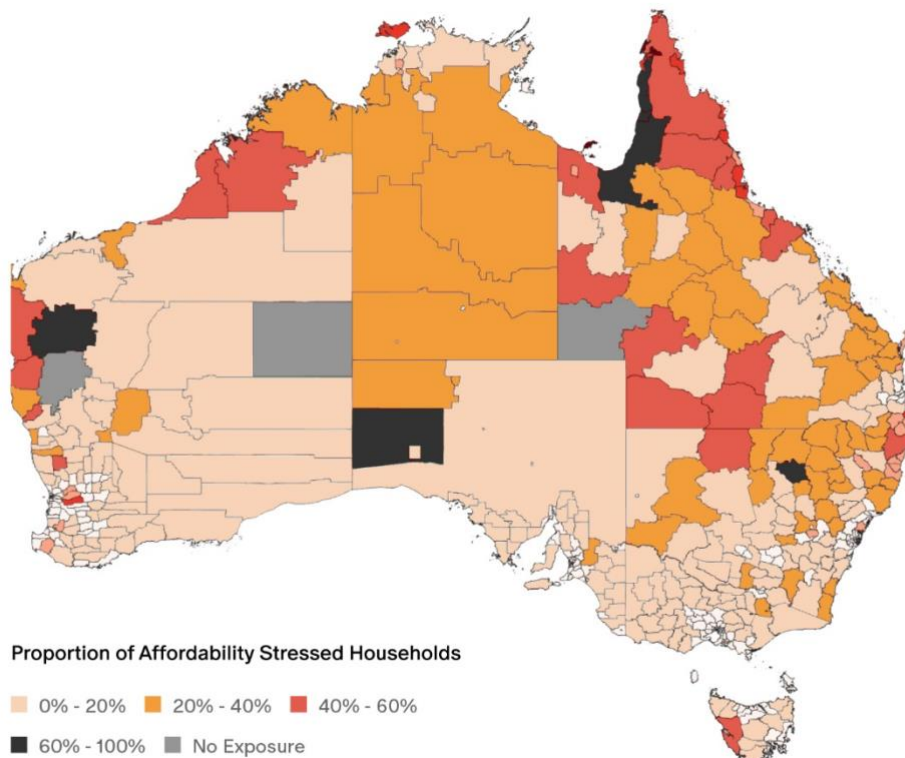 Proportion of Affordability Stressed Households
0% - 20% 20% - 40% 40% - 60%
60% - 100% No Exposure